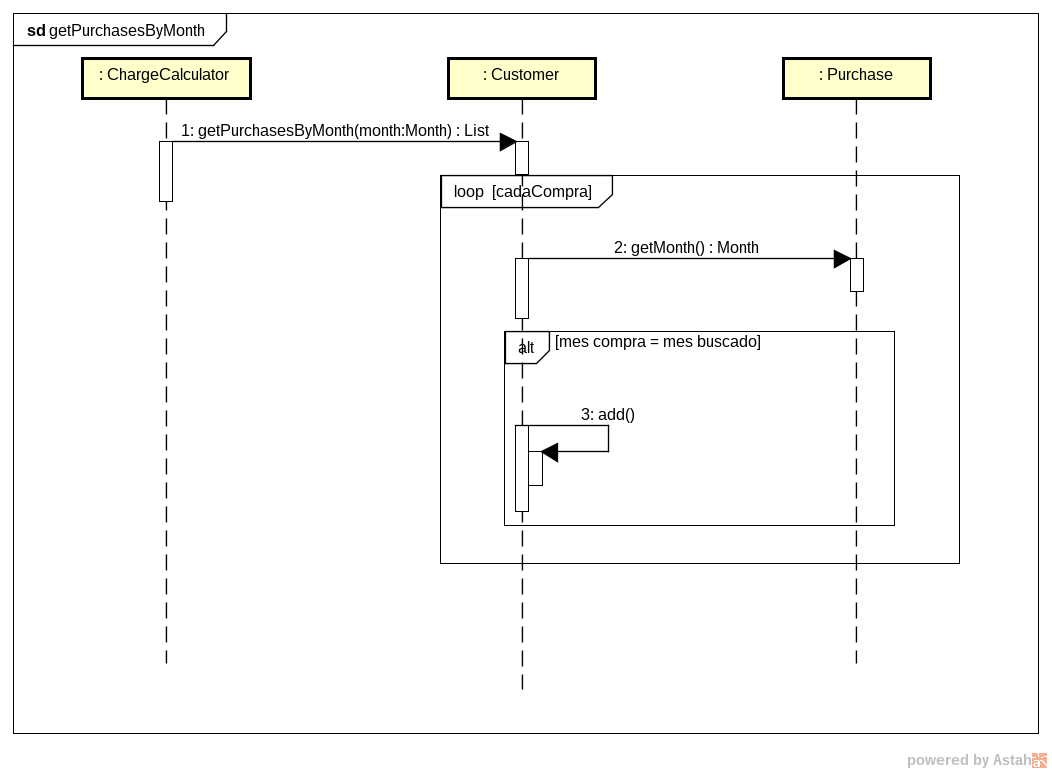 sd getPurchasesByMonth
: ChargeCalculator
: Customer
: Purchase
1: getPurchasesByMonth(month:Month) : List
loop [cadaCompra]
2: getMonth() : Month
alt
[mes compra = mes buscado]
3: add()
powered by Astah